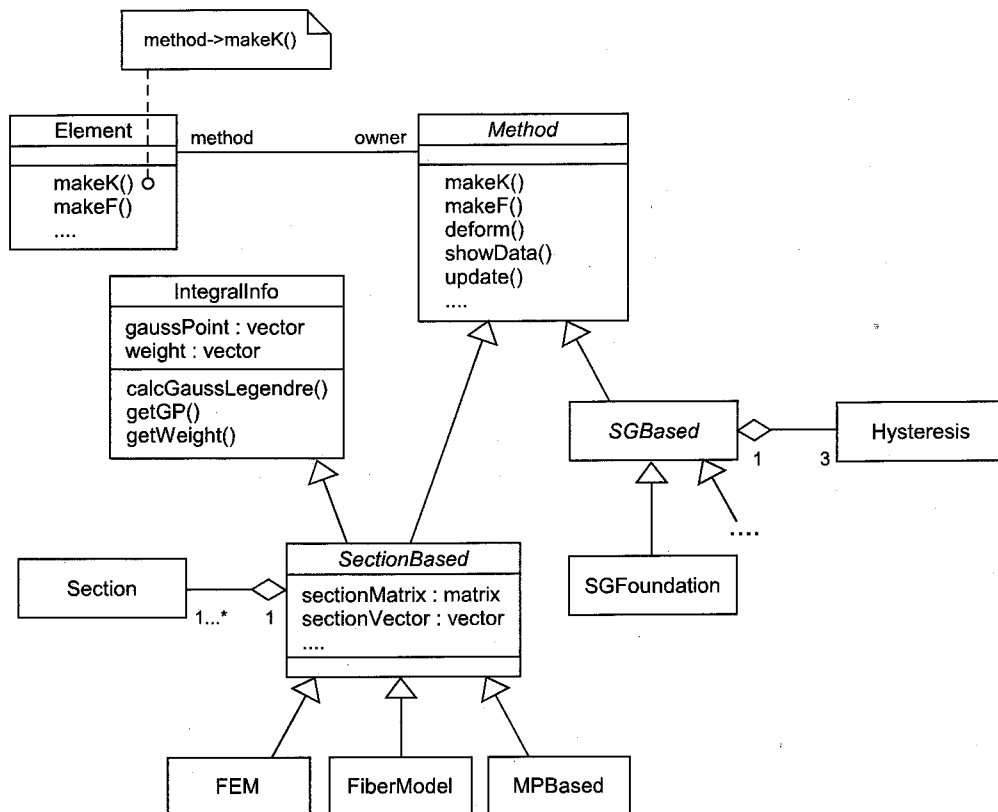 method->makeK()
Element
method
owner
Method
makeK()
makeF()
....
makeK()
makeF()
deform()
showData()
update()
....
IntegralInfo
gaussPoint : vector
weight : vector
calcGaussLegendre()
getGP()
getWeight()
SGBased
1
3
Hysteresis
....
SGFoundation
Section
1...*
1
SectionBased
sectionMatrix : matrix
sectionVector : vector
....
FEM
FiberModel
MPBased